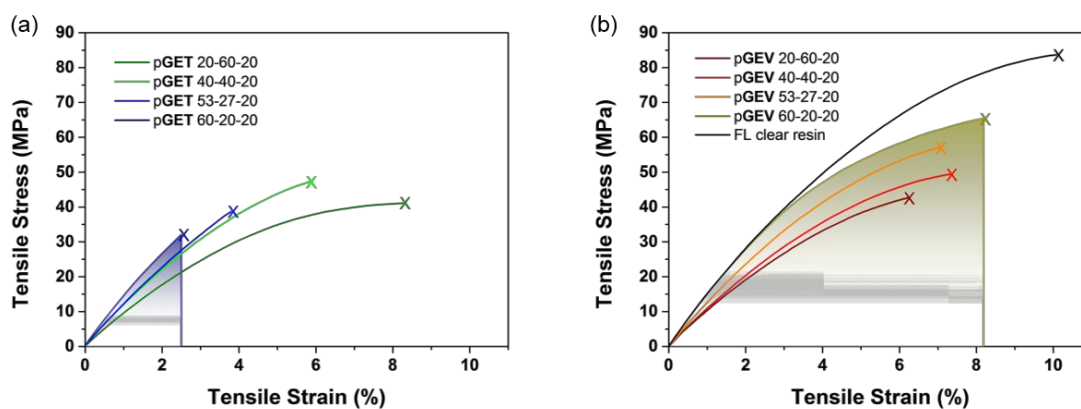 (a)
90
80
70
60
50
40
30
20
10
0
Tensile Stress (MPa)
pGET 20-60-20
pGET 40-40-20
pGET 53-27-20
pGET 60-20-20
0 2 4 6 8 10
Tensile Strain (%)
(b)
90
80
70
60
50
40
30
20
10
0
Tensile Stress (MPa)
pGEV 20-60-20
pGEV 40-40-20
pGEV 53-27-20
pGEV 60-20-20
FL clear resin
0 2 4 6 8 10
Tensile Strain (%)